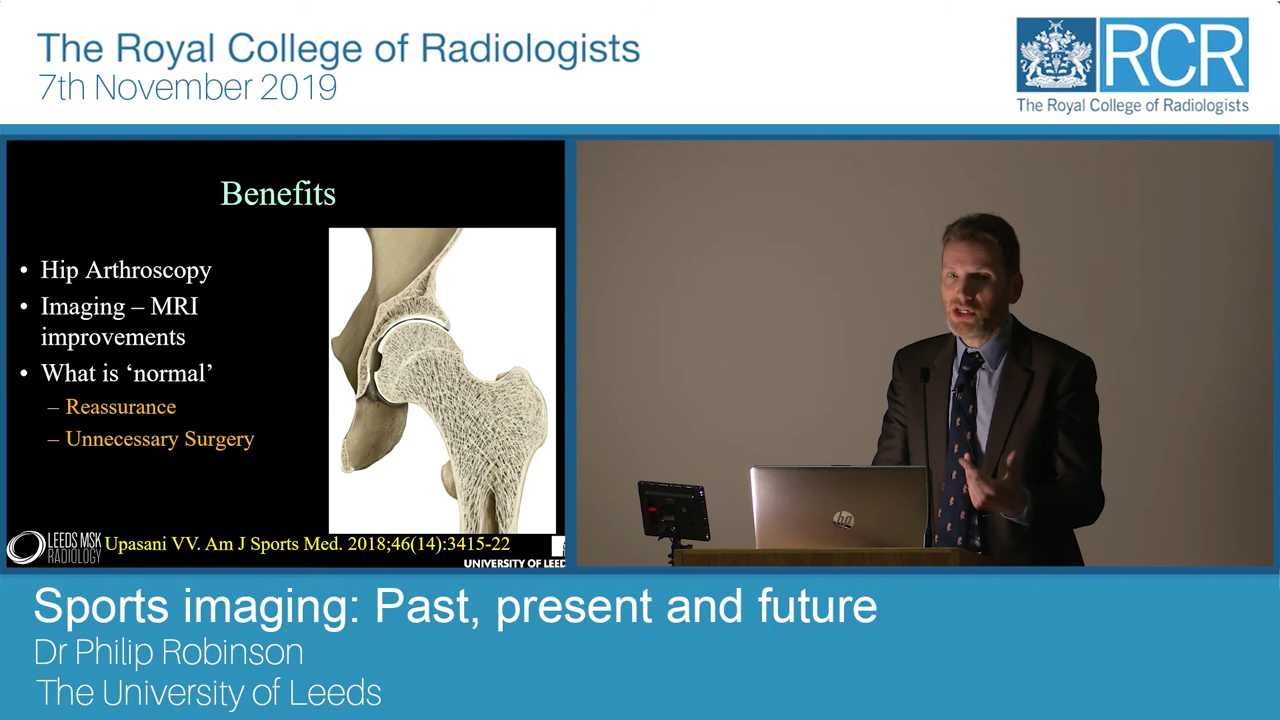 The Royal College of Radiologists
7th November 2019
RCR
The Royal College of Radiologists
Benefits
• Hip Arthroscopy
• Imaging – MRI
improvements
• What is ‘normal’
– Reassurance
– Unnecessary Surgery
LEEDS MSK
RADIOLOGY
Upasani VV. Am J Sports Med. 2018;46(14):3415-22
UNIVERSITY OF LEED
hp
Sports imaging: Past, present and future
Dr Philip Robinson
The University of Leeds